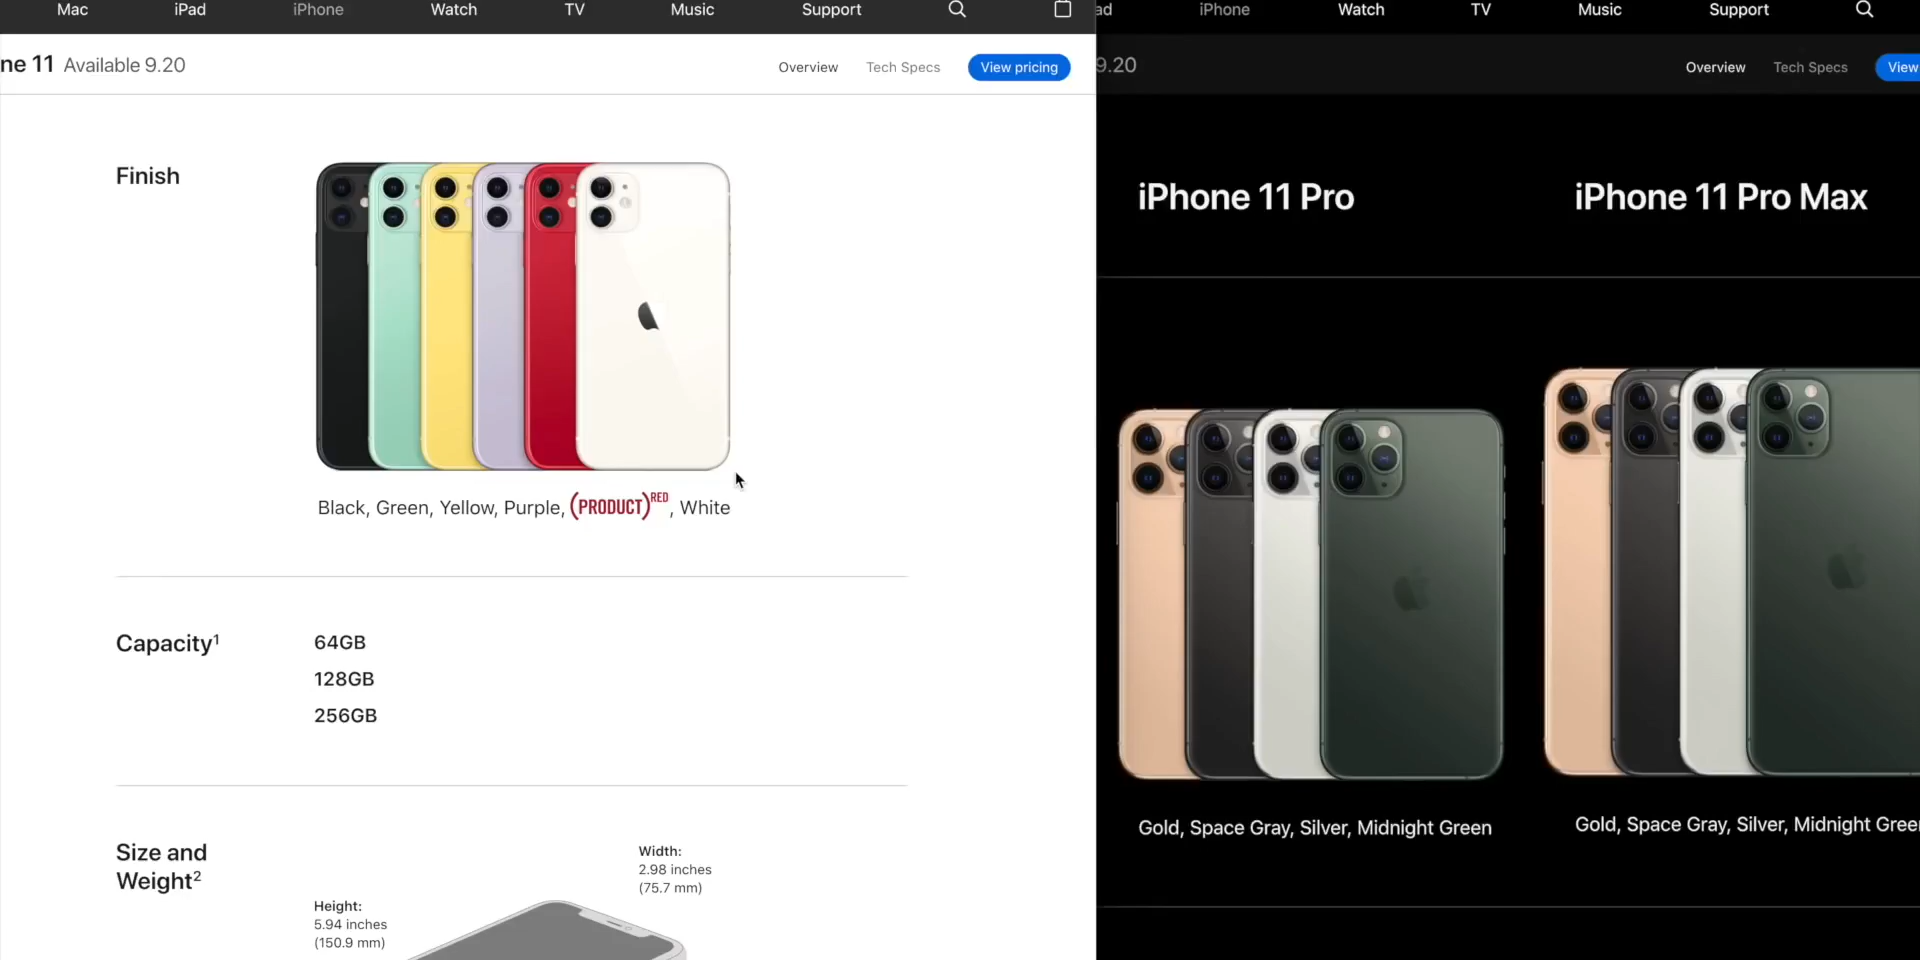 Mac iPad iPhone Watch TV Music Support
ne 11 Available 9.20 Overview Tech Specs View pricing
Finish
Black, Green, Yellow, Purple, (PRODUCT)RED, White
Capacity¹ 64GB
128GB
256GB
Size and
Weight²
Width:
2.98 inches
(75.7 mm)
Height:
5.94 inches
(150.9 mm)
ad iPhone Watch TV Music Support
9.20 Overview Tech Specs View
iPhone 11 Pro
iPhone 11 Pro Max
Gold, Space Gray, Silver, Midnight Green
Gold, Space Gray, Silver, Midnight Gree